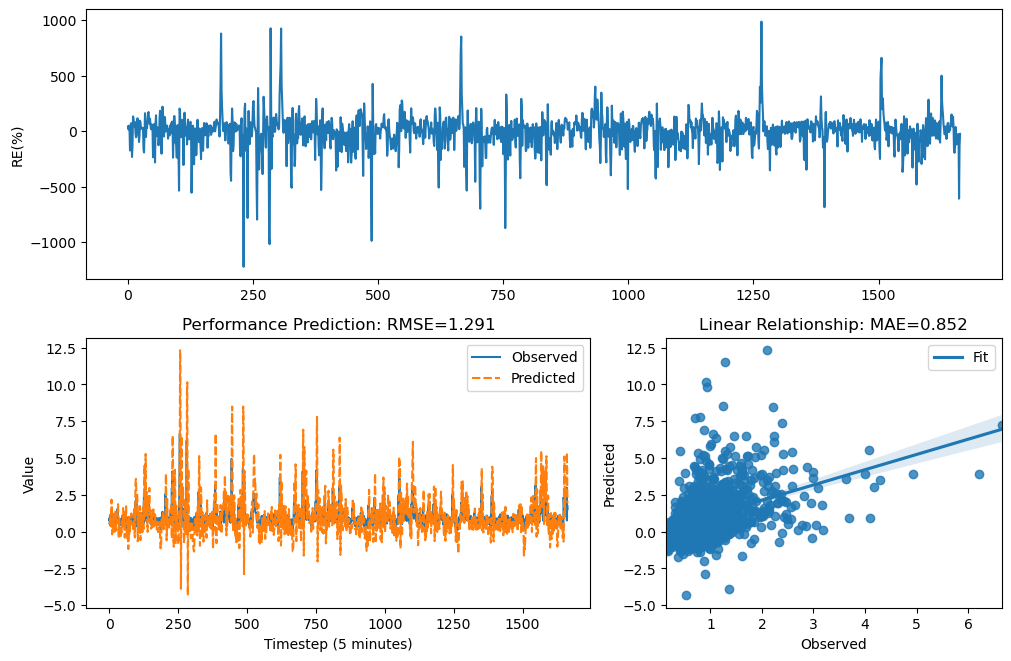 1000%
500
0
−500
−1000
RE(%)
0 250 500 750 1000 1250 1500
Performance Prediction: RMSE=1.291
12.5
10.0
7.5
5.0
2.5
0.0
−2.5
−5.0
Value
Observed
Predicted
0 250 500 750 1000 1250 1500
Timestep (5 minutes)
Linear Relationship: MAE=0.852
12.5
10.0
7.5
5.0
2.5
0.0
−2.5
−5.0
Predicted
Fit
1 2 3 4 5 6
Observed